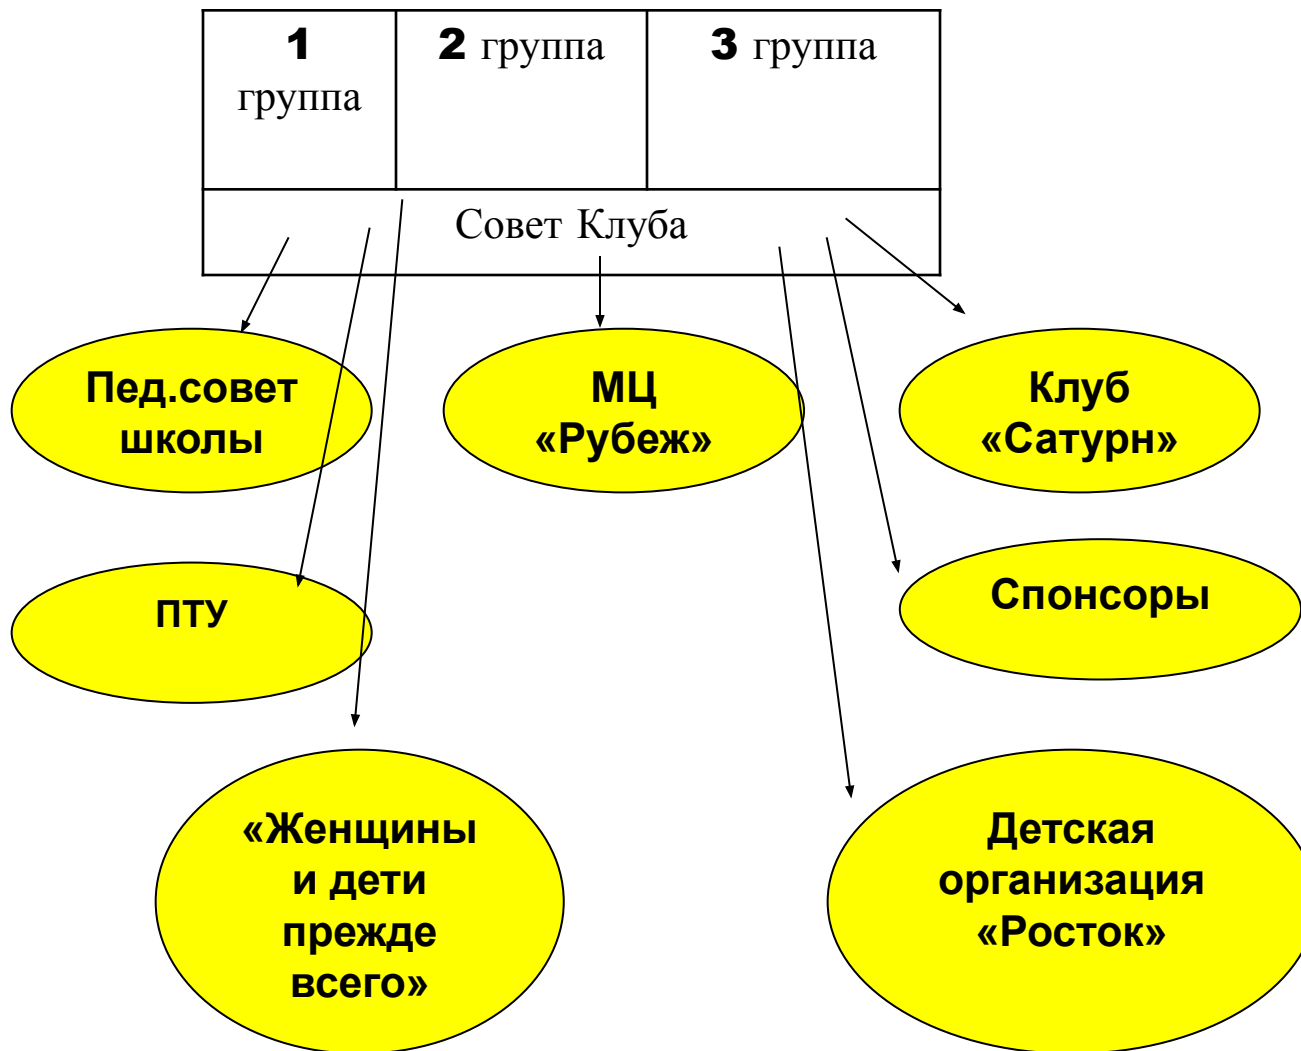 1
группа
2 группа
3 группа
Совет Клуба
Пед.совет
школы
МЦ
«Рубеж»
Клуб
«Сатурн»
ПТУ
Спонсоры
«Женщины
и дети
прежде
всего»
Детская
организация
«Росток»